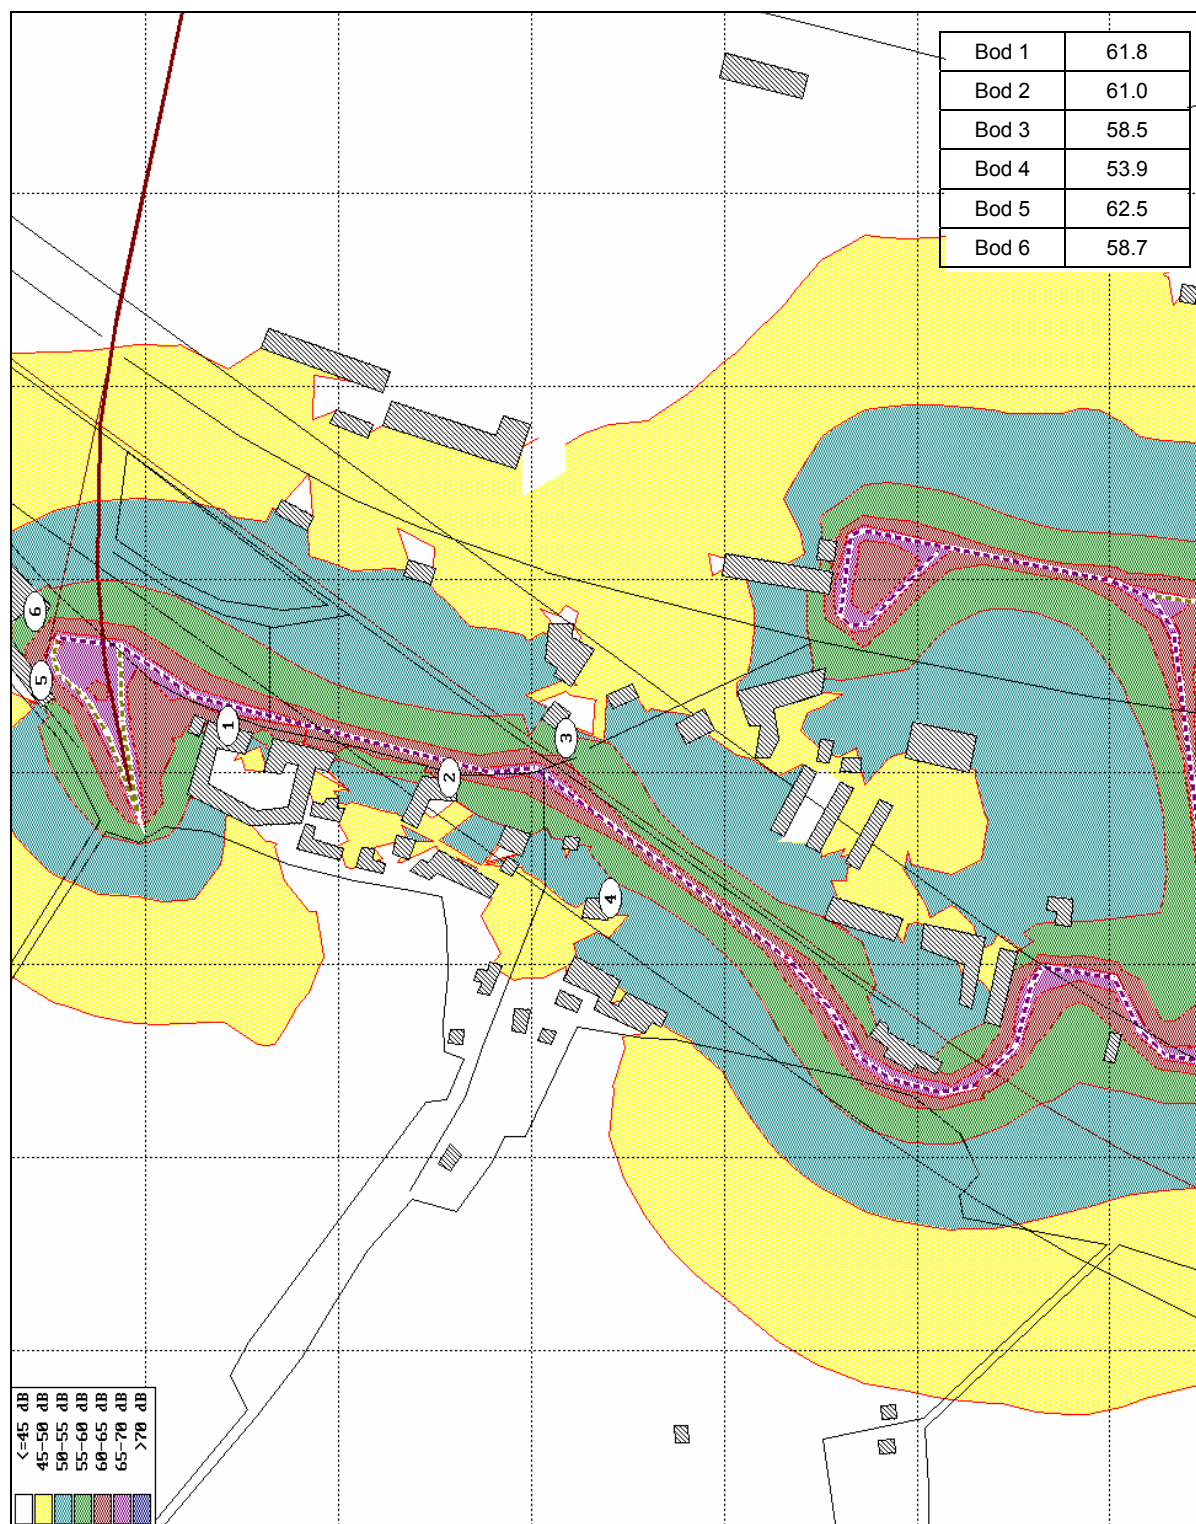 Bod 1 61.8
Bod 2 61.0
Bod 3 58.5
Bod 4 53.9
Bod 5 62.5
Bod 6 58.7
6
5
1
3
2
4
<=45 dB
45-50 dB
50-55 dB
55-60 dB
60-65 dB
65-70 dB
>70 dB